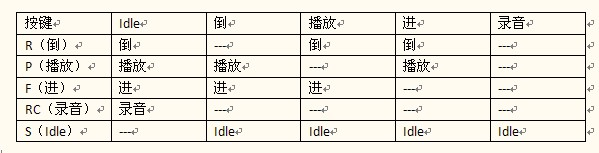 按键 Idle 倒 播放 进 录音
R（倒） 倒 --- 倒 倒 ---
P（播放） 播放 播放 --- 播放 ---
F（进） 进 进 进 --- ---
RC（录音） 录音 --- --- --- ---
S（Idle） --- Idle Idle Idle Idle